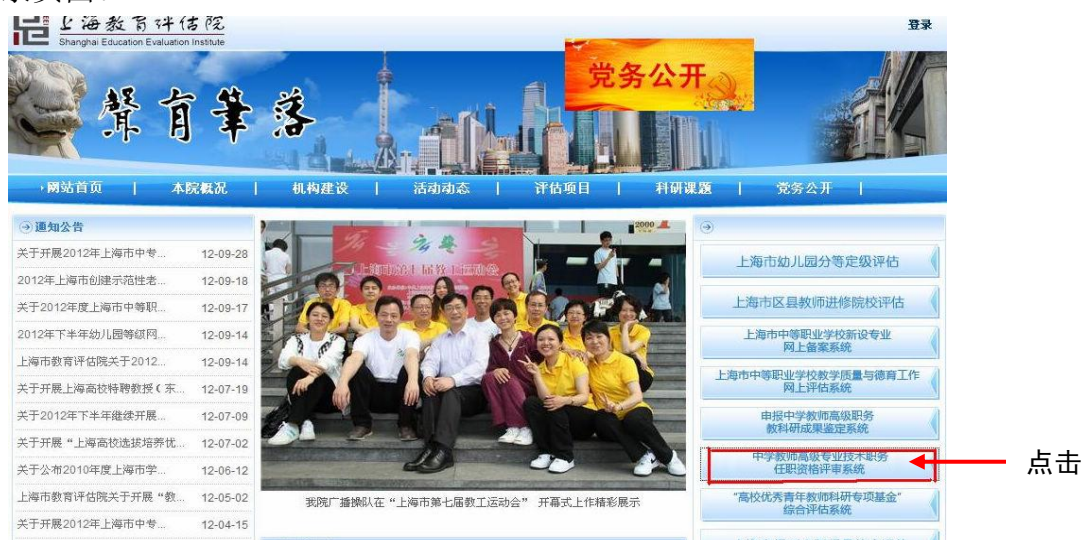 上海教育评估院
Shanghai Education Evaluation Institute
登录
党务公开
聲育筆落
网站首页 | 本院概况 | 机构建设 | 活动动态 | 评估项目 | 科研课题 | 党务公开 |
通知公告
关于开展2012年上海市中专... 12-09-28
2012年上海市创建示范性老... 12-09-18
关于2012年度上海市中等职... 12-09-17
2012年下半年幼儿园等级网... 12-09-14
上海市教育评估院关于2012... 12-09-14
关于开展上海高校特聘教授（东... 12-07-19
关于2012年下半年继续开展... 12-07-09
关于开展“上海高校选拔培养优... 12-07-02
关于公布2010年度上海市学... 12-06-12
上海市教育评估院关于开展“教... 12-05-02
关于开展2012年上海市中专... 12-04-15
2000
上海市第七届教工运动会
我院广播操队在“上海市第七届教工运动会” 开幕式上作精彩展示
上海市幼儿园分等定级评估
上海市区县教师进修院校评估
上海市中等职业学校新设专业
网上备案系统
上海市中等职业学校教学质量与德育工作
网上评估系统
申报中学教师高级职务
教科研成果鉴定系统
中学教师高级专业技术职务
任职资格评审系统
点击
“高校优秀青年教师科研专项基金”
综合评估系统